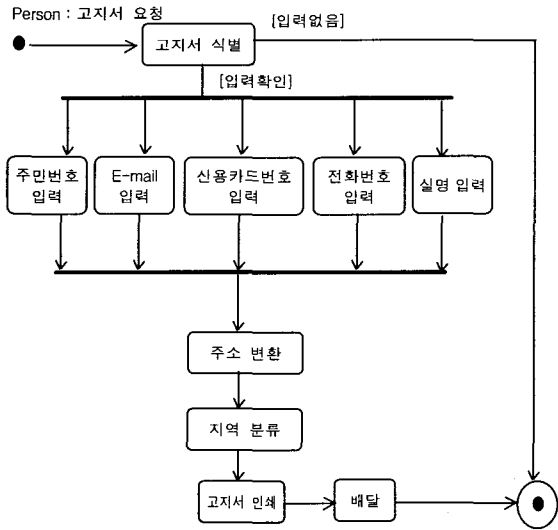 Person : 고지서 요청
[입력없음]
고지서 식별
[입력확인]
주민번호
입력
E-mail
입력
신용카드번호
입력
전화번호
입력
실명 입력
주소 변환
지역 분류
고지서 인쇄
배달